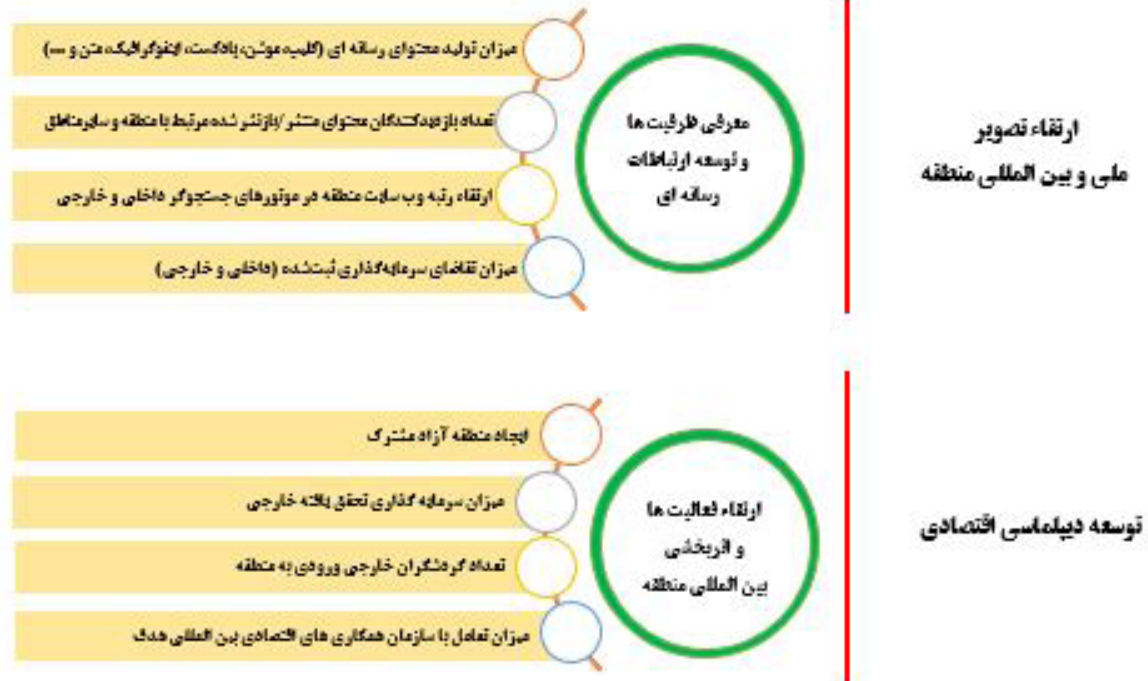 ارتقاء تصویر
ملی و بین المللی منطقه
معرفی ظرفیت ها
و توسعه ارتباطات
رسانه ای
میزان تولید محتوای رسانه ای (کلیپ، موشن، پادکست، اینفوگرافیک، متن و ...)
تعداد بازدیدکنندگان محتوای منتشر /بازنشر شده مرتبط با منطقه و سایر مناطق
ارتقاء رتبه وب سایت منطقه در موتورهای جستجوگر داخلی و خارجی
میزان تقاضای سرمایه‌گذاری ثبت‌شده (داخلی و خارجی)
توسعه دیپلماسی اقتصادی
ارتقاء فعالیت ها
و اثربخشی
بین المللی منطقه
ایجاد منطقه آزاد مشترک
میزان سرمایه گذاری تحقق یافته خارجی
تعداد گردشگران خارجی ورودی به منطقه
میزان تعامل با سازمان همکاری های اقتصادی بین المللی هدف